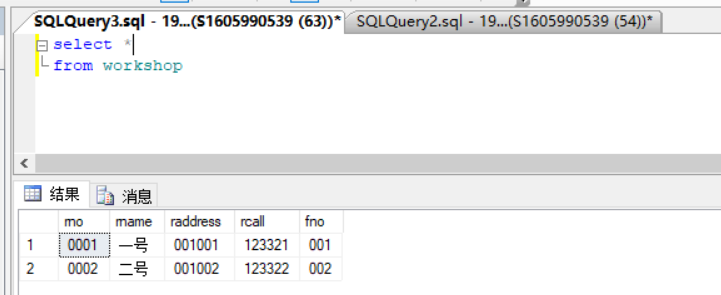 SQLQuery3.sql - 19...(S1605990539 (63))* SQLQuery2.sql - 19...(S1605990539 (54))*
select *
from workshop
结果 消息
rno rname raddress rcall fno
1 0001 一号 001001 123321 001
2 0002 二号 001002 123322 002